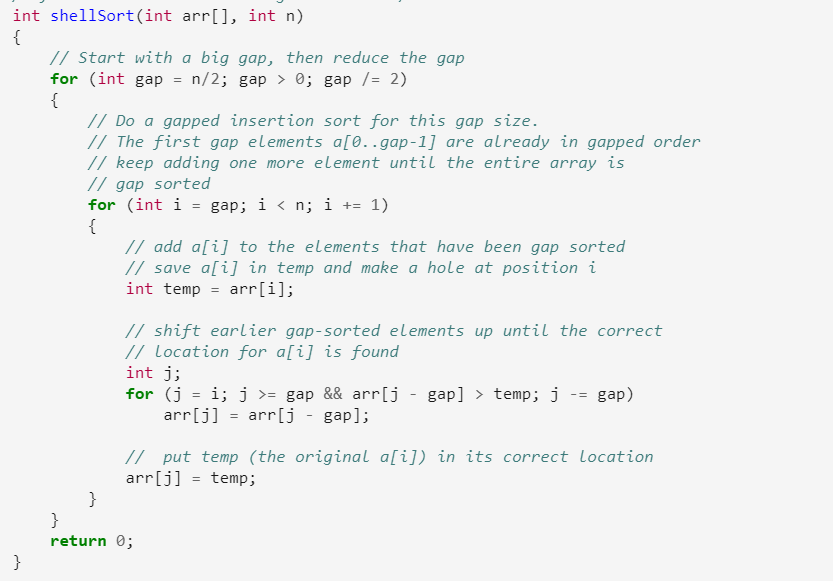 int shellSort(int arr[], int n)
{
    // Start with a big gap, then reduce the gap
    for (int gap = n/2; gap > 0; gap /= 2)
    {
        // Do a gapped insertion sort for this gap size.
        // The first gap elements a[0..gap-1] are already in gapped order
        // keep adding one more element until the entire array is
        // gap sorted
        for (int i = gap; i < n; i += 1)
        {
            // add a[i] to the elements that have been gap sorted
            // save a[i] in temp and make a hole at position i
            int temp = arr[i];

            // shift earlier gap-sorted elements up until the correct
            // location for a[i] is found
            int j;
            for (j = i; j >= gap && arr[j - gap] > temp; j -= gap)
                arr[j] = arr[j - gap];

            //  put temp (the original a[i]) in its correct location
            arr[j] = temp;
        }
    }
    return 0;
}